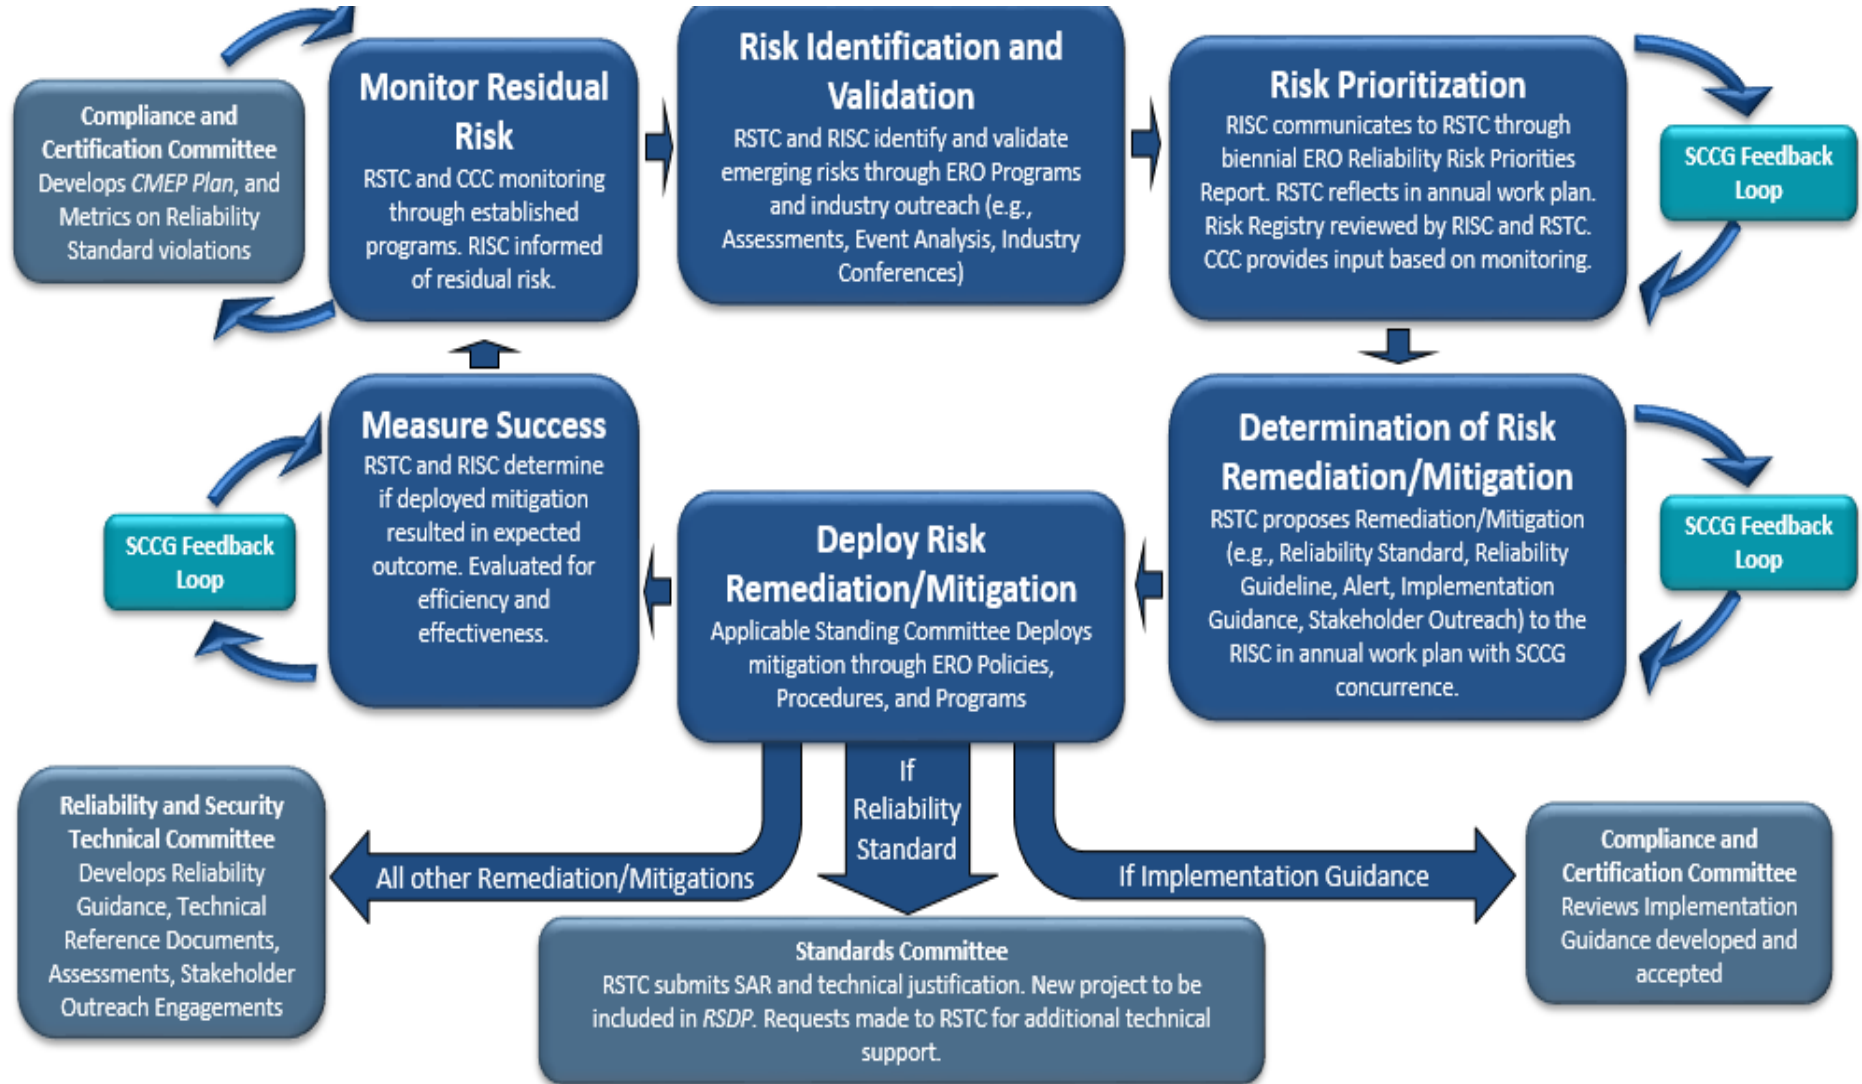 Compliance and
Certification Committee
Develops CMEP Plan, and
Metrics on Reliability
Standard violations
Monitor Residual
Risk
RSTC and CCC monitoring
through established
programs. RISC informed
of residual risk.
Risk Identification and
Validation
RSTC and RISC identify and validate
emerging risks through ERO Programs
and industry outreach (e.g.,
Assessments, Event Analysis, Industry
Conferences)
Risk Prioritization
RISC communicates to RSTC through
biennial ERO Reliability Risk Priorities
Report. RSTC reflects in annual work plan.
Risk Registry reviewed by RISC and RSTC.
CCC provides input based on monitoring.
SCCG Feedback
Loop
Determination of Risk
Remediation/Mitigation
RSTC proposes Remediation/Mitigation
(e.g., Reliability Standard, Reliability
Guideline, Alert, Implementation
Guidance, Stakeholder Outreach) to the
RISC in annual work plan with SCCG
concurrence.
SCCG Feedback
Loop
Deploy Risk
Remediation/Mitigation
Applicable Standing Committee Deploys
mitigation through ERO Policies,
Procedures, and Programs
Measure Success
RSTC and RISC determine
if deployed mitigation
resulted in expected
outcome. Evaluated for
efficiency and
effectiveness.
SCCG Feedback
Loop
All other Remediation/Mitigations
If
Reliability
Standard
If Implementation Guidance
Reliability and Security
Technical Committee
Develops Reliability
Guidance, Technical
Reference Documents,
Assessments, Stakeholder
Outreach Engagements
Standards Committee
RSTC submits SAR and technical justification. New project to be
included in RSDP. Requests made to RSTC for additional technical
support.
Compliance and
Certification Committee
Reviews Implementation
Guidance developed and
accepted